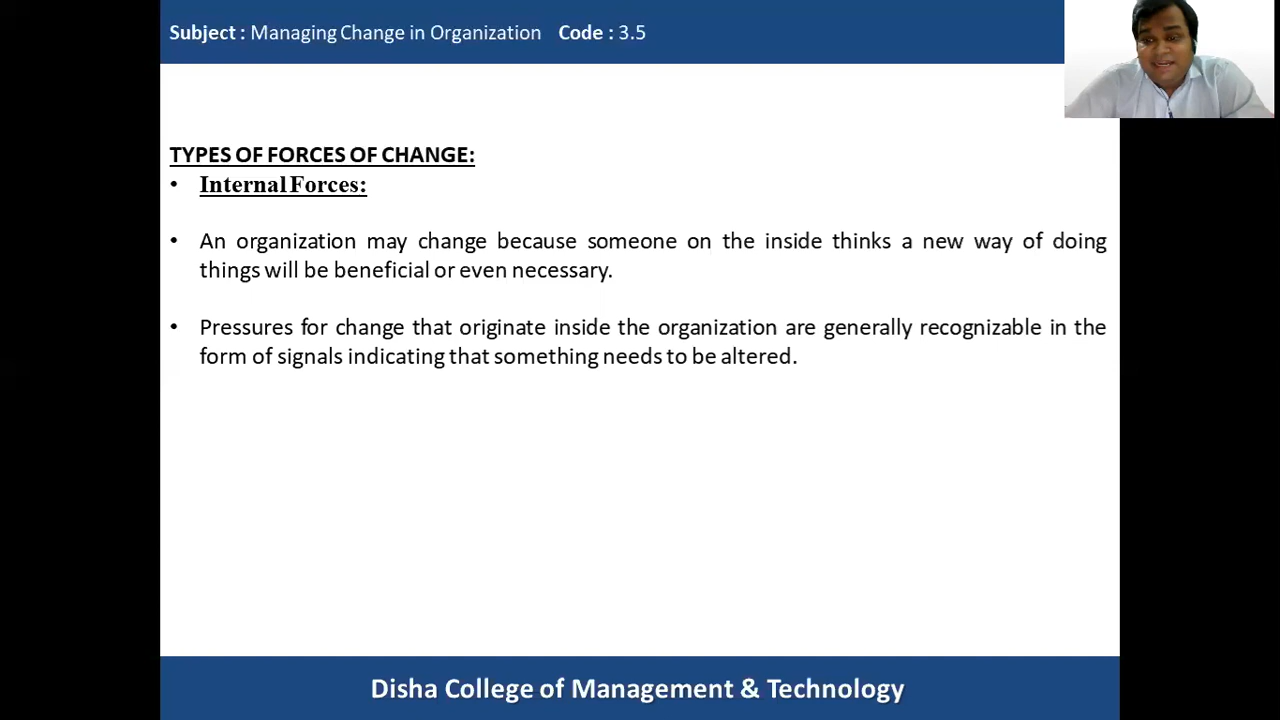 Subject : Managing Change in Organization Code : 3.5
TYPES OF FORCES OF CHANGE:
• Internal Forces:
• An organization may change because someone on the inside thinks a new way of doing
things will be beneficial or even necessary.
• Pressures for change that originate inside the organization are generally recognizable in the
form of signals indicating that something needs to be altered.
Disha College of Management & Technology